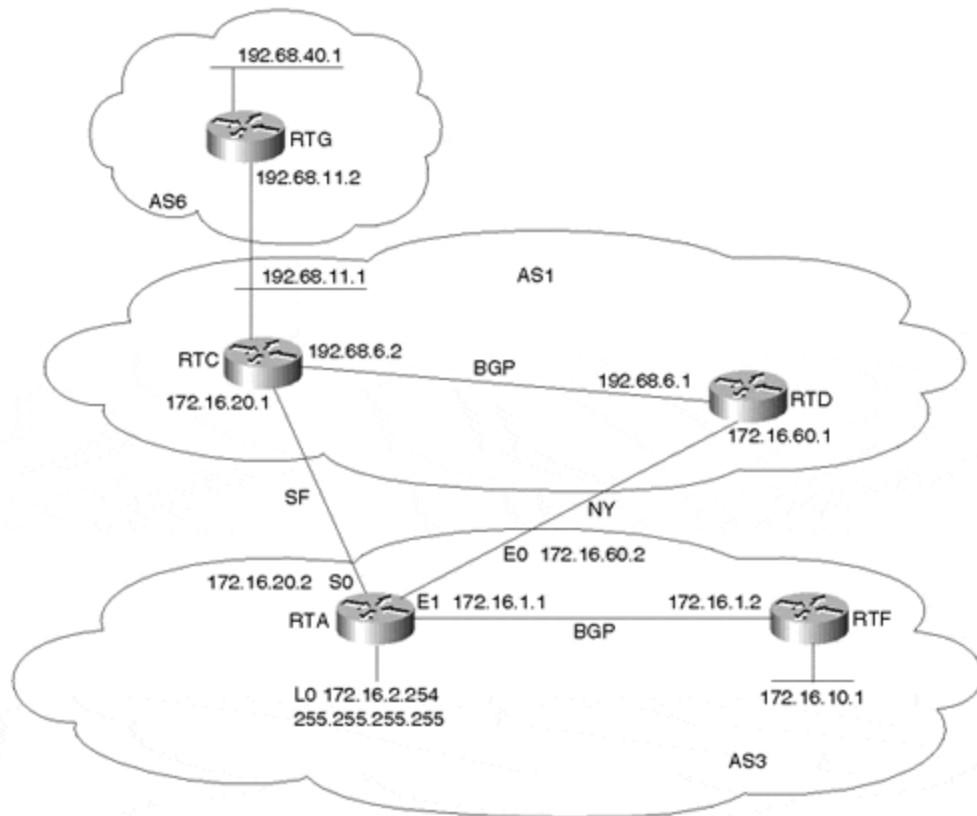 192.68.40.1
RTG
192.68.11.2
AS6
192.68.11.1
AS1
RTC
192.68.6.2
BGP
192.68.6.1
RTD
172.16.20.1
172.16.60.1
SF
NY
E0 172.16.60.2
172.16.20.2 S0
E1 172.16.1.1
172.16.1.2
RTA
BGP
RTF
L0 172.16.2.254
255.255.255.255
172.16.10.1
AS3